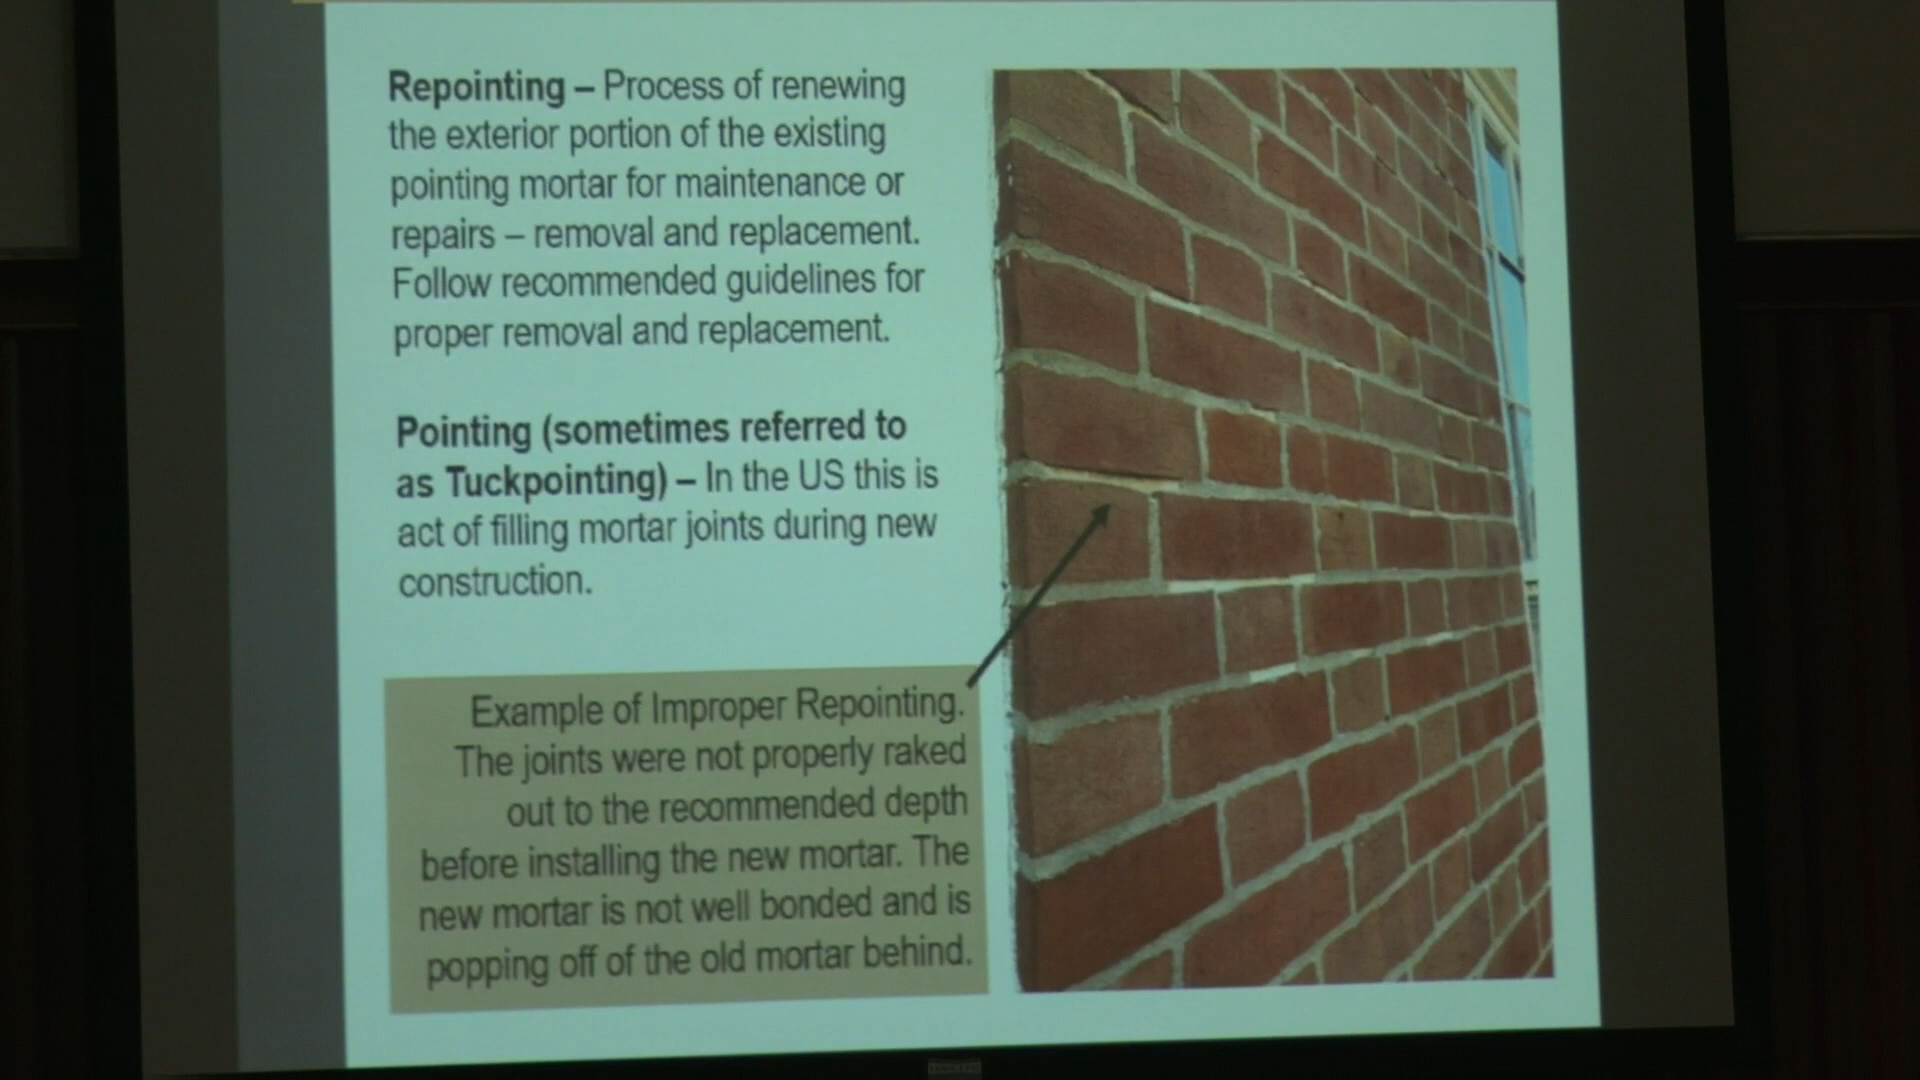 Repointing – Process of renewing
the exterior portion of the existing
pointing mortar for maintenance or
repairs – removal and replacement.
Follow recommended guidelines for
proper removal and replacement.
Pointing (sometimes referred to
as Tuckpointing) – In the US this is
act of filling mortar joints during new
construction.
Example of Improper Repointing.
The joints were not properly raked
out to the recommended depth
before installing the new mortar. The
new mortar is not well bonded and is
popping off of the old mortar behind.